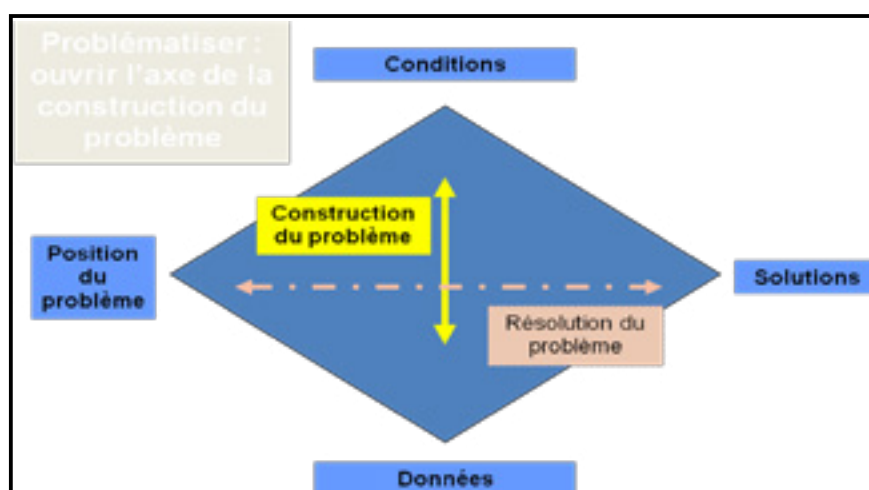 Problématiser :
ouvrir l'axe de la
construction du
problème
Conditions
Construction
du problème
Position
du
problème
Solutions
Résolution du
problème
Données